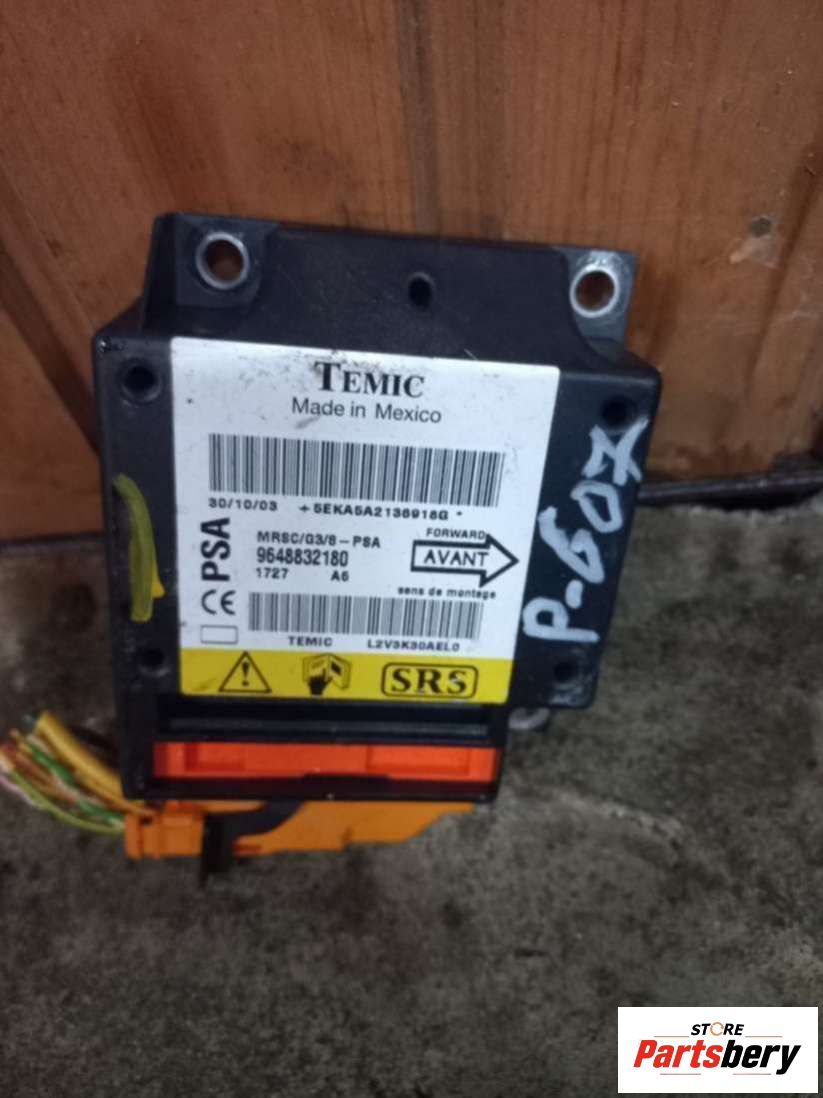 TEMIC
Made in Mexico
30/10/03 +5EKA5A2136918G*
PSA
MRSC/G3/8-PSA
9648832180
1727 A6
FORWARD
AVANT
sens de montage
CE
TEMIC L2V3K30AEL0
SRS
P-607
STORE
Partsbery